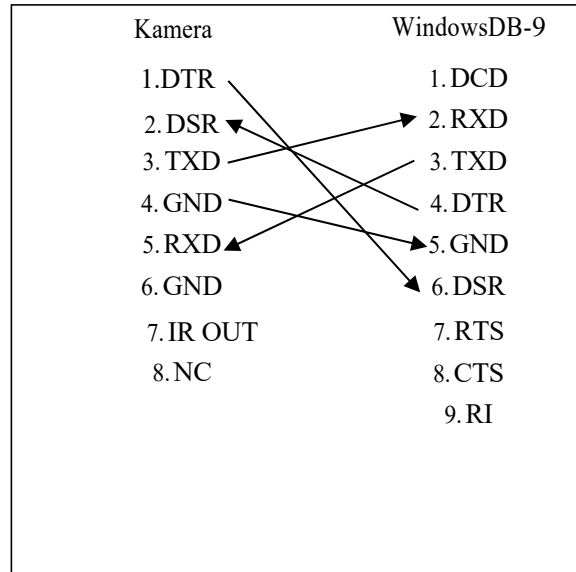 Kamera
WindowsDB-9
1.DTR
1. DCD
2. DSR
2. RXD
3. TXD
3. TXD
4. GND
4. DTR
5. RXD
5. GND
6. GND
6. DSR
7. IR OUT
7. RTS
8. NC
8. CTS
9. RI